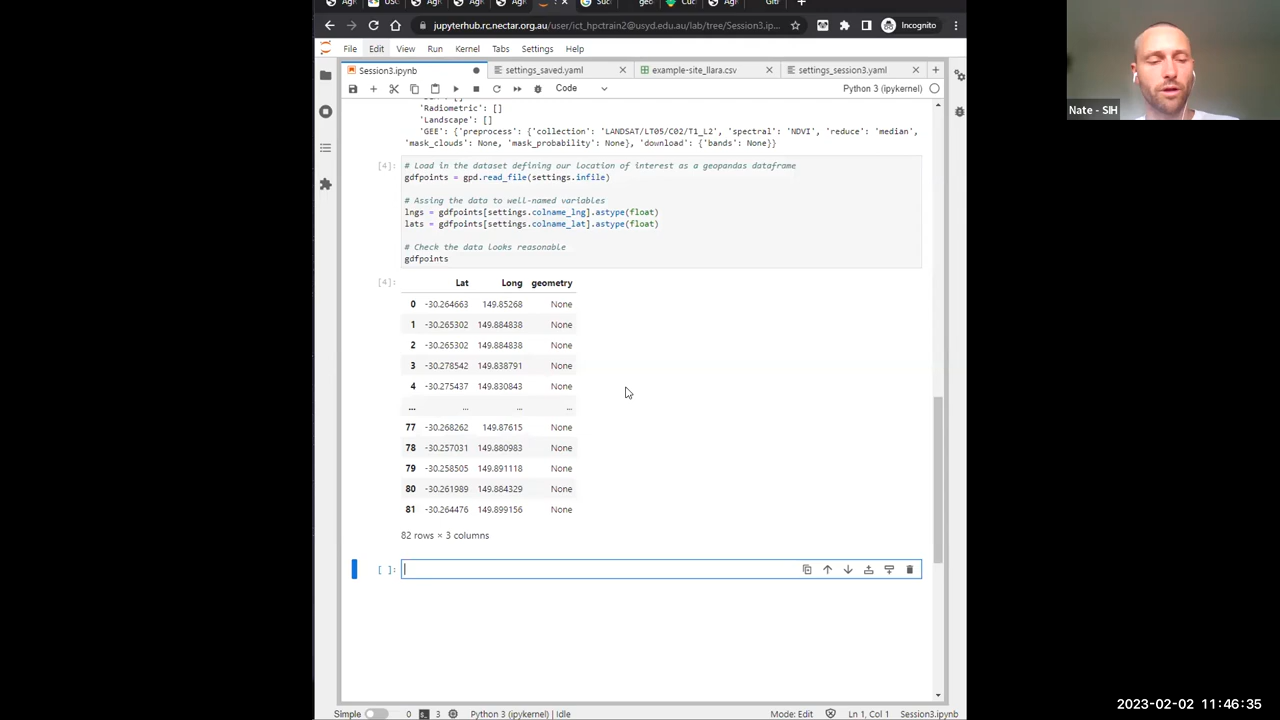 jupyterhub.rc.nectar.org.au/user/ict_hpctrain2@usyd.edu.au/lab/tree/Session3.ip...
Incognito
File Edit View Run Kernel Tabs Settings Help
Session3.ipynb
settings_saved.yaml
example-site_llara.csv
settings_session3.yaml
Code
Python 3 (ipykernel)
Nate - SIH
'Radiometric': []
'Landscape': []
'GEE': {'preprocess': {'collection': 'LANDSAT/LT05/C02/T1_L2', 'spectral': 'NDVI', 'reduce': 'median',
'mask_clouds': None, 'mask_probability': None}, 'download': {'bands': None}}
[4]:
# Load in the dataset defining our location of interest as a geopandas dataframe
gdfpoints = gpd.read_file(settings.infile)
# Assing the data to well-named variables
lngs = gdfpoints[settings.colname_lng].astype(float)
lats = gdfpoints[settings.colname_lat].astype(float)
# Check the data looks reasonable
gdfpoints
[4]:
Lat Long geometry
0 -30.264663 149.85268 None
1 -30.265302 149.884838 None
2 -30.265302 149.884838 None
3 -30.278542 149.838791 None
4 -30.275437 149.830843 None
... ... ... ...
77 -30.268262 149.87615 None
78 -30.257031 149.880983 None
79 -30.258505 149.891118 None
80 -30.261989 149.884329 None
81 -30.264476 149.899156 None
82 rows × 3 columns
[ ]:
Simple 0 3 Python 3 (ipykernel) | Idle
Mode: Edit Ln 1, Col 1 Session3.ipynb
2023-02-02 11:46:35